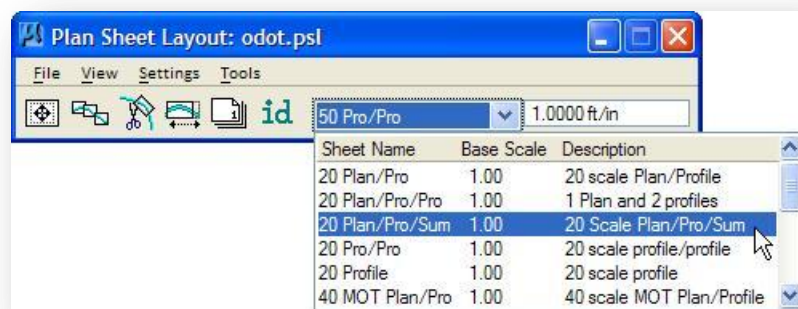 Plan Sheet Layout: odot.psl
File View Settings Tools
id 50 Pro/Pro 1.0000 ft/in
Sheet Name Base Scale Description
20 Plan/Pro 1.00 20 scale Plan/Profile
20 Plan/Pro/Pro 1.00 1 Plan and 2 profiles
20 Plan/Pro/Sum 1.00 20 Scale Plan/Pro/Sum
20 Pro/Pro 1.00 20 scale profile/profile
20 Profile 1.00 20 scale profile
40 MOT Plan/Pro 1.00 40 scale MOT Plan/Profile